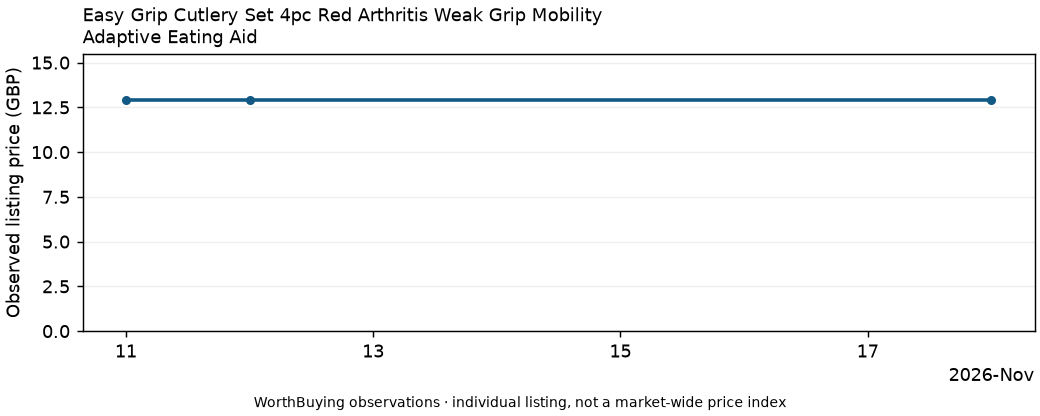 Easy Grip Cutlery Set 4pc Red Arthritis Weak Grip Mobility
Adaptive Eating Aid
Observed listing price (GBP)
15.0
12.5
10.0
7.5
5.0
2.5
0.0
11 13 15 17
2026-Nov
WorthBuying observations · individual listing, not a market-wide price index